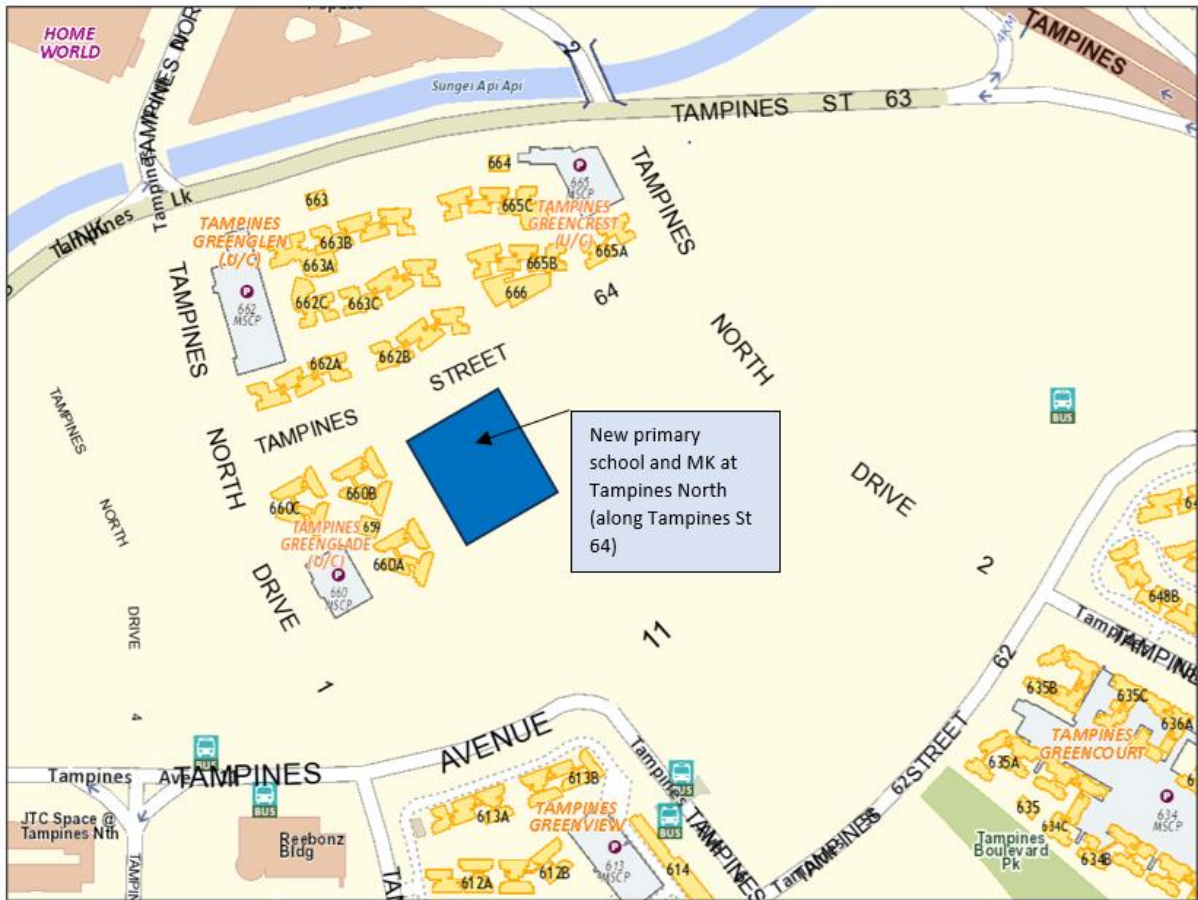 HOME
WORLD
TAMPINES
4KM
Sungei Api Api
TAMPINES ST 63
Lk
TAMPINES
GREENGLEN
(U/C)
663
663B
663A
662C
663C
662
MSCP
662A
662B
664
665
MSCP
665C
TAMPINES
GREENCREST
(U/C)
665B
665A
666
TAMPINES
NORTH
DRIVE
2
TAMPINES STREET 64
TAMPINES
NORTH
DRIVE
1
TAMPINES
NORTH
DRIVE
4
New primary
school and MK at
Tampines North
(along Tampines St
64)
660C
660B
659
TAMPINES
GREENGLADE
(U/C)
660A
660
MSCP
BUS
TAMPINES AVENUE 11
Tampines
BUS
BUS
JTC Space @
Tampines Nth
Reebonz
Bldg
613B
613A
TAMPINES
GREENVIEW
612A
612B
613
MSCP
614
Tampines
BUS
BUS
62
STREET
62
648B
635B
635C
636A
TAMPINES
GREENCOURT
635A
635
634C
634B
634
MSCP
Tampines
Boulevard
Pk